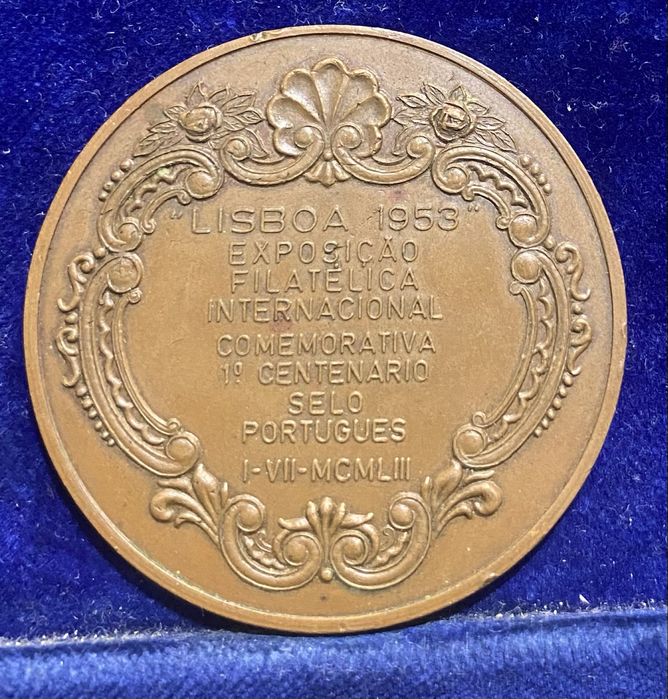 "LISBOA 1953"
EXPOSIÇÃO
FILATÉLICA
INTERNACIONAL
COMEMORATIVA
1º CENTENARIO
SELO
PORTUGUES
I-VII-MCMLIII